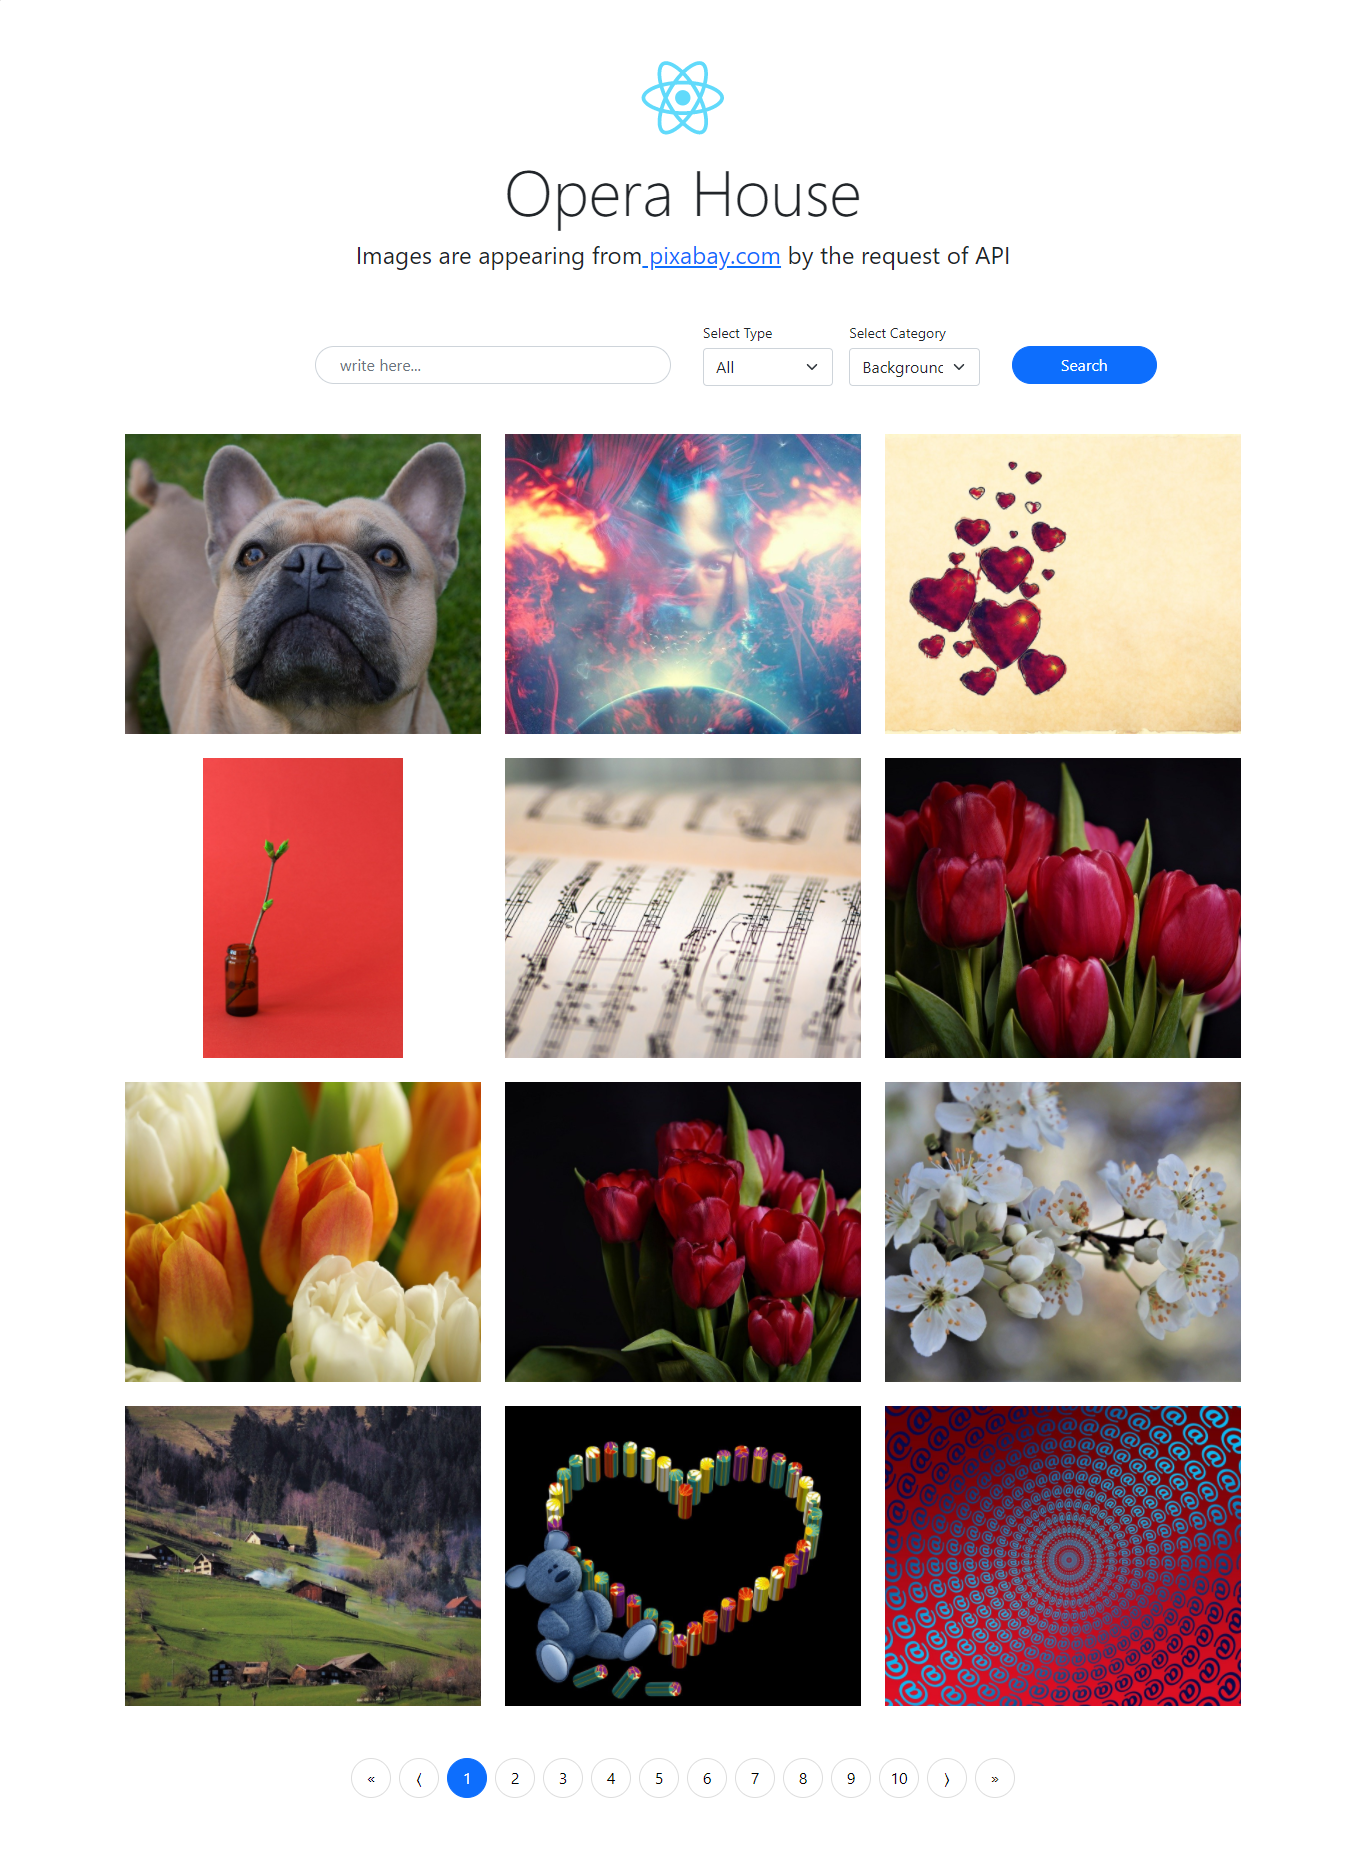 Opera House
Images are appearing from pixabay.com by the request of API
Select Type
Select Category
write here...
All
Background
Search
« ⟨ 1 2 3 4 5 6 7 8 9 10 ⟩ »